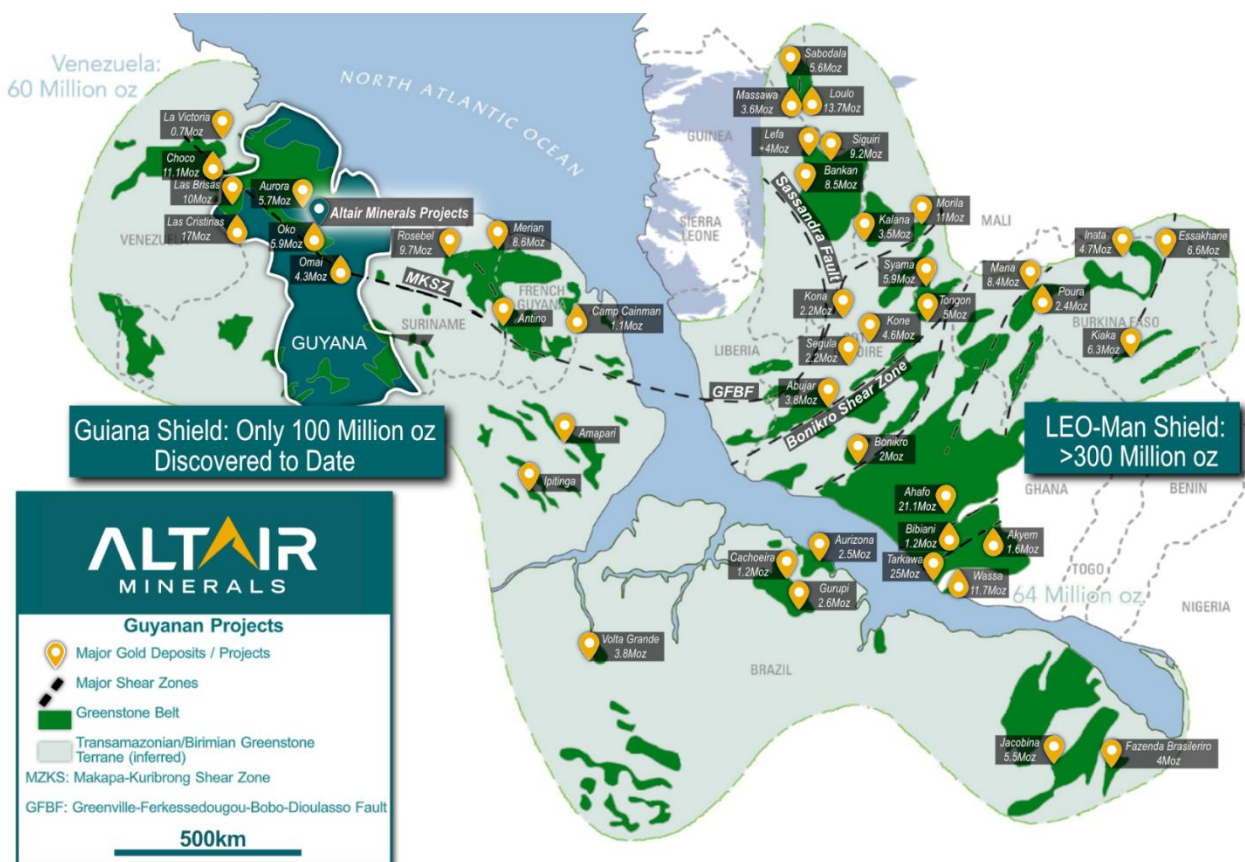 Venezuela:
60 Million oz
NORTH ATLANTIC OCEAN
La Victoria
0.7Moz
Choco
11.1Moz
Las Brisas
10Moz
Las Cristinas
17Moz
VENEZUELA
Aurora
5.7Moz
Altair Minerals Projects
Oko
5.9Moz
Omai
4.3Moz
GUYANA
MKSZ
Rosebel
9.7Moz
Merian
8.6Moz
SURINAME
FRENCH
GUYANA
Antino
Camp Cainman
1.1Moz
Amapari
Ipitinga
GFBF
Guiana Shield: Only 100 Million oz
Discovered to Date
Sabodala
5.6Moz
Massawa
3.6Moz
Loulo
13.7Moz
GUINEA
Lefa
+4Moz
Siguiri
9.2Moz
Bankan
8.5Moz
Sassandra Fault
SIERRA
LEONE
Kalana
3.5Moz
Morila
11Moz
MALI
Syama
5.9Moz
Tongon
5Moz
Kona
2.2Moz
Kone
4.6Moz
Segula
2.2Moz
IRE
LIBERIA
Abujar
3.8Moz
Bonikro Shear Zone
Bonikro
2Moz
Inata
4.7Moz
Essakhane
6.6Moz
Mana
8.4Moz
Poura
2.4Moz
BURKINA FASO
Kiaka
6.3Moz
LEO-Man Shield:
>300 Million oz
GHANA
BENIN
Ahafo
21.1Moz
Bibiani
1.2Moz
Akyem
1.6Moz
Tarkawa
25Moz
Wassa
11.7Moz
TOGO
64 Million oz
NIGERIA
Aurizona
2.5Moz
Cachoeira
1.2Moz
Gurupi
2.6Moz
Volta Grande
3.8Moz
BRAZIL
Jacobina
5.5Moz
Fazenda Brasileriro
4Moz
ALTAIR
MINERALS
Guyanan Projects
Major Gold Deposits / Projects
Major Shear Zones
Greenstone Belt
Transamazonian/Birimian Greenstone
Terrane (inferred)
MZKS: Makapa-Kuribrong Shear Zone
GFBF: Greenville-Ferkessedougou-Bobo-Dioulasso Fault
500km